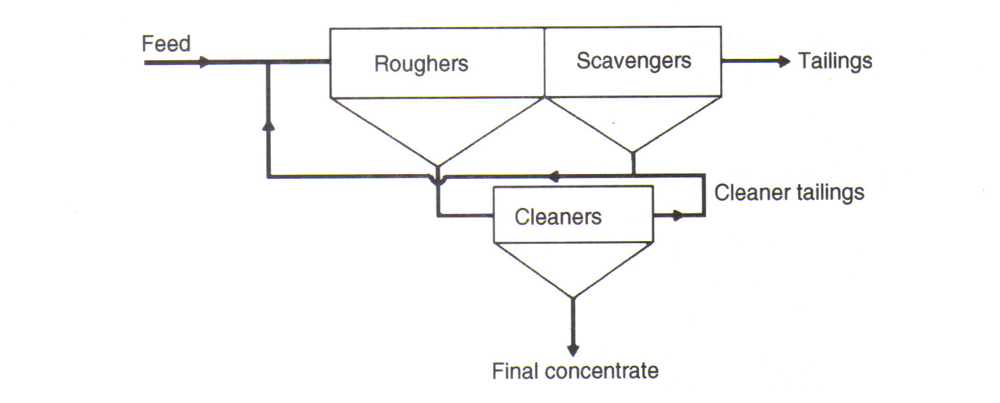 Feed
Roughers
Scavengers
Tailings
Cleaner tailings
Cleaners
Final concentrate